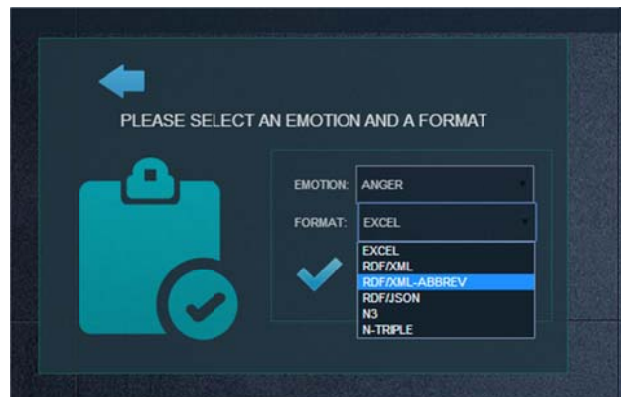 PLEASE SELECT AN EMOTION AND A FORMAT
EMOTION: ANGER
FORMAT: EXCEL
EXCEL
RDF/XML
RDF/XML-ABBREV
RDF/JSON
N3
N-TRIPLE